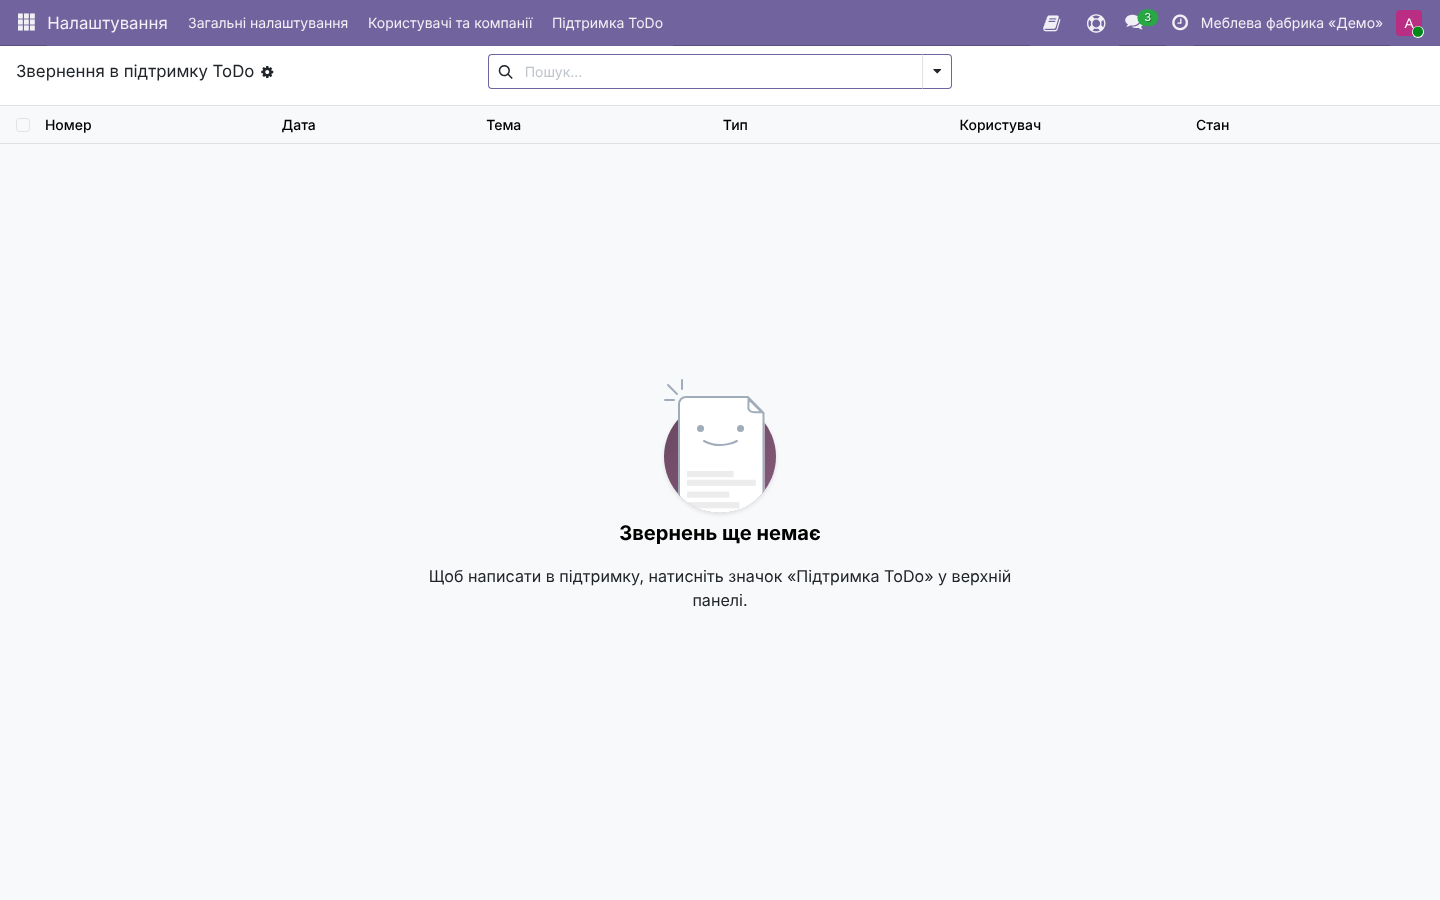 Налаштування Загальні налаштування Користувачі та компанії Підтримка ToDo 3 Меблева фабрика «Демо» A
Звернення в підтримку ToDo Пошук...
Номер Дата Тема Тип Користувач Стан
Звернень ще немає
Щоб написати в підтримку, натисніть значок «Підтримка ToDo» у верхній
панелі.